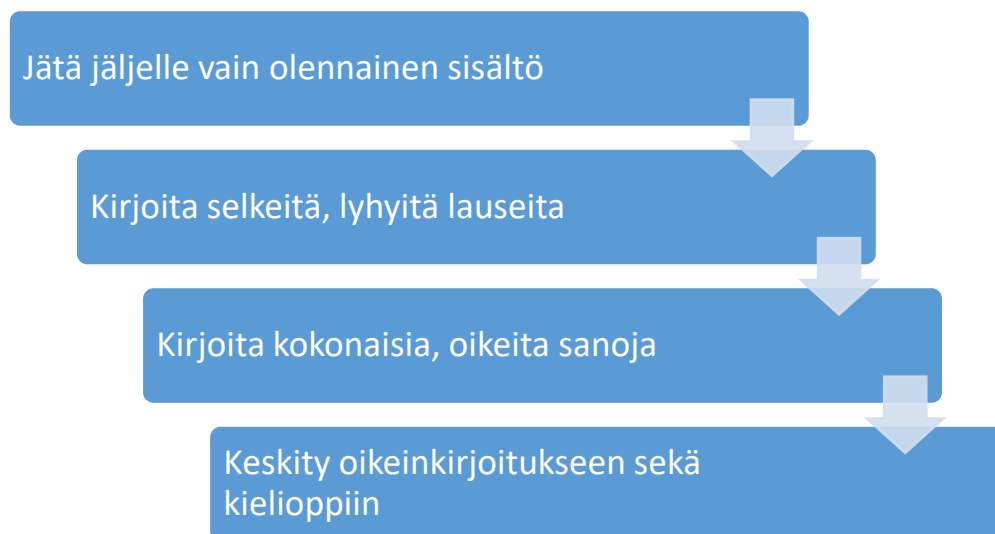 Jätä jäljelle vain olennainen sisältö
Kirjoita selkeitä, lyhyitä lauseita
Kirjoita kokonaisia, oikeita sanoja
Keskity oikeinkirjoitukseen sekä
kielioppiin